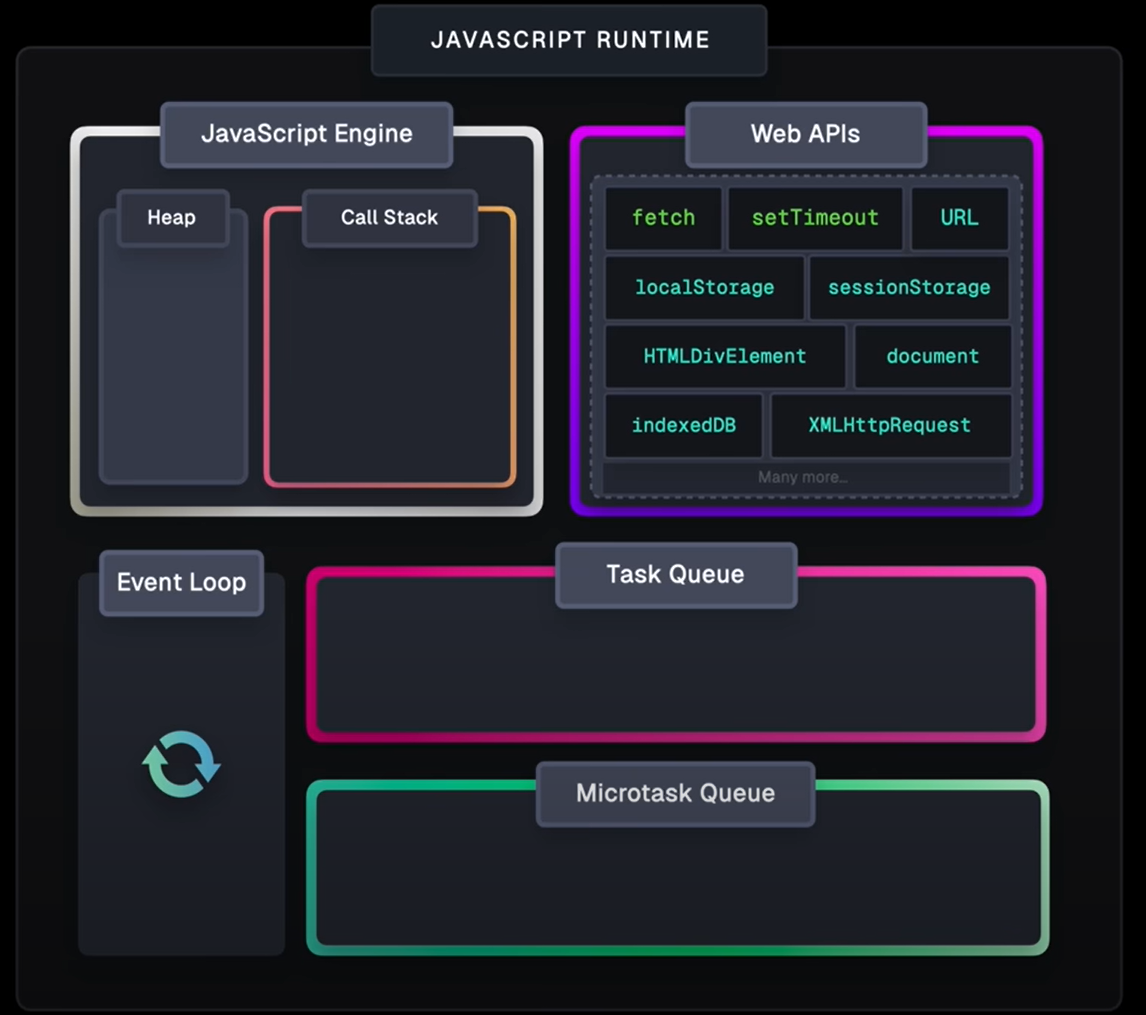 JAVASCRIPT RUNTIME
JavaScript Engine
Heap
Call Stack
Web APIs
fetch
setTimeout
URL
localStorage
sessionStorage
HTMLDivElement
document
indexedDB
XMLHttpRequest
Many more…
Event Loop
Task Queue
Microtask Queue